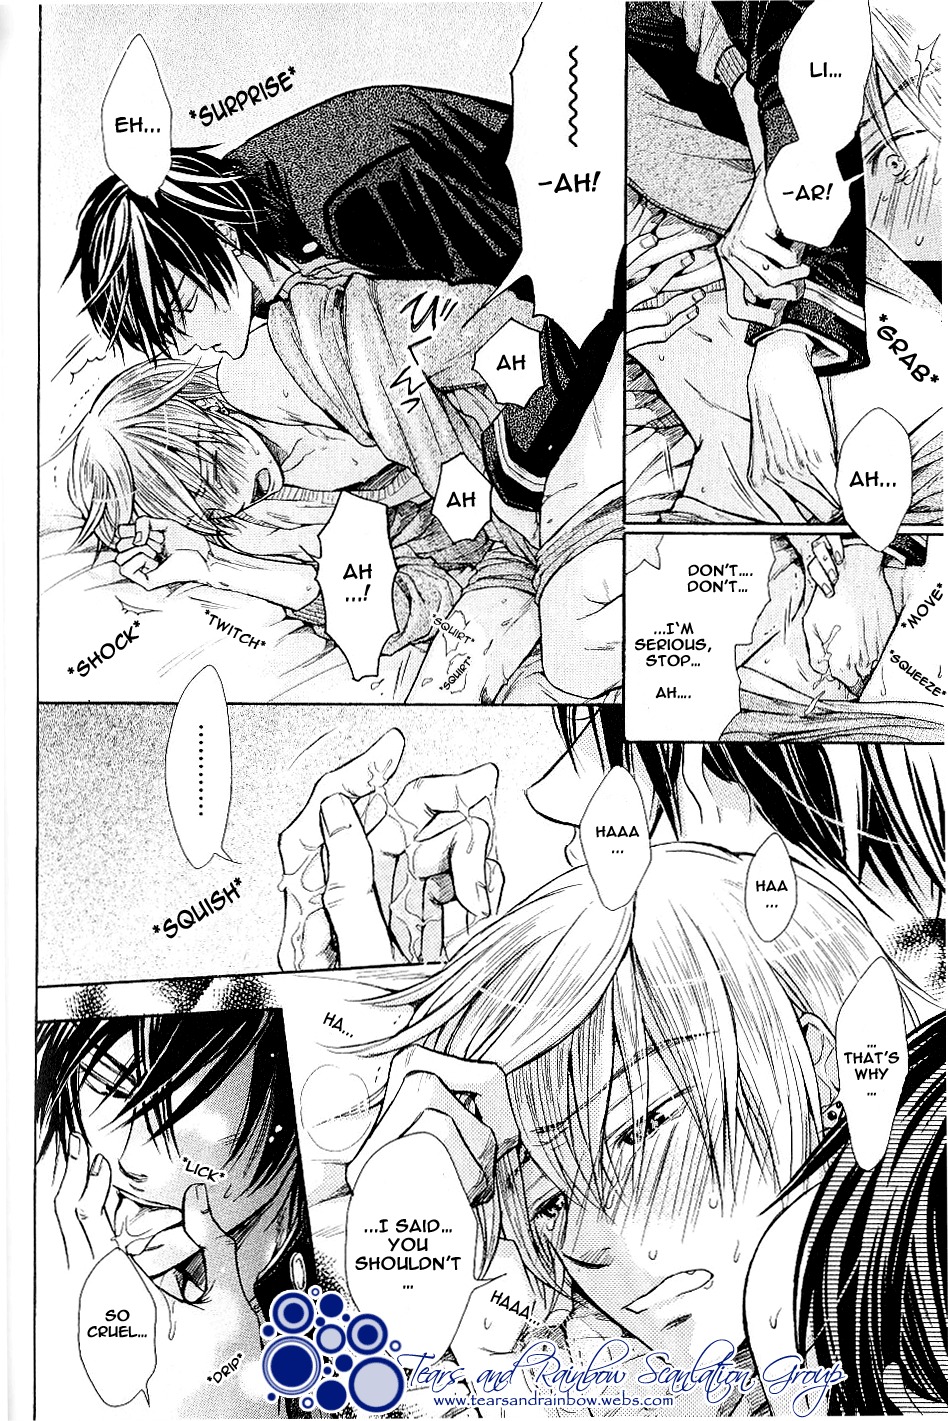 LI...
-AR!
*GRAB*
AH...
DON'T....
DON'T...
...I'M
SERIOUS,
STOP...
AH....
*MOVE*
*SQUEEZE*
-AH!
*SURPRISE*
EH...
AH
AH
AH
...!
*SQUIRT*
*SQUIRT*
*TWITCH*
*SHOCK*
............
*SQUISH*
HAAA
...
HAA
...
...
THAT'S
WHY
...
HA...
...I SAID...
YOU
SHOULDN'T
...
HAAA!
*LICK*
SO
CRUEL...
*DRIP*
Tears and Rainbow Scanlation Group
www.tearsandrainbow.webs.com